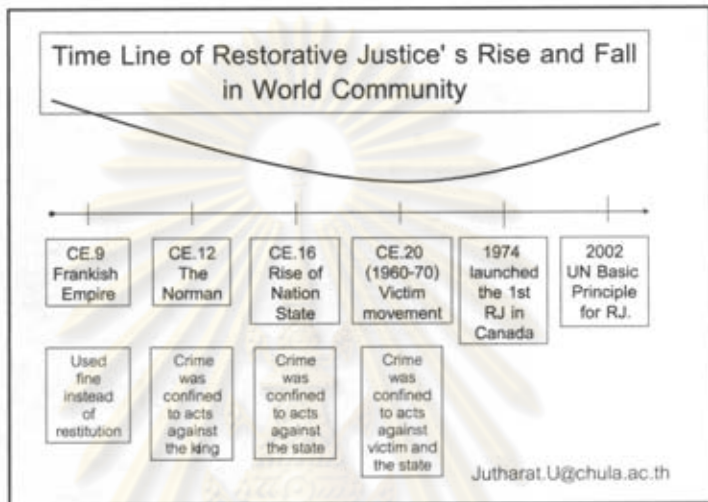 Time Line of Restorative Justice' s Rise and Fall
in World Community
CE.9
Frankish
Empire
CE.12
The
Norman
CE.16
Rise of
Nation
State
CE.20
(1960-70)
Victim
movement
1974
launched
the 1st
RJ in
Canada
2002
UN Basic
Principle
for RJ.
Used
fine
instead
of
restitution
Crime
was
confined
to acts
against
the king
Crime
was
confined
to acts
against
the state
Crime
was
confined
to acts
against
victim and
the state
Jutharat.U@chula.ac.th